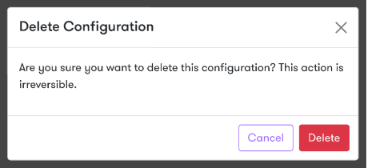 Delete Configuration
Are you sure you want to delete this configuration? This action is
irreversible.
Cancel
Delete